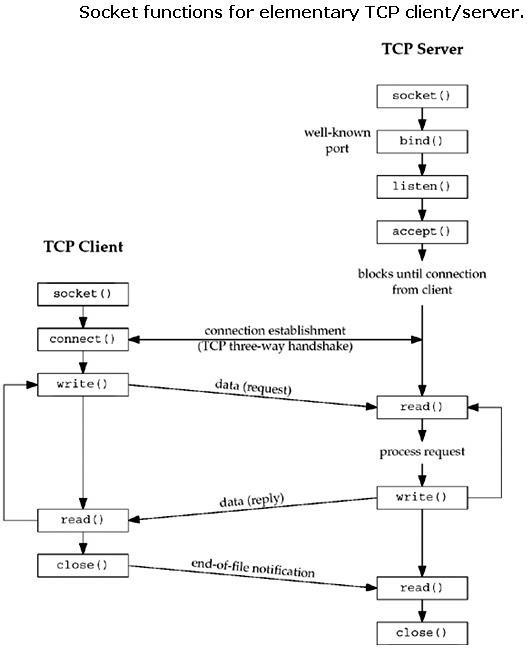 Socket functions for elementary TCP client/server.
TCP Server
socket()
well-known
port
bind()
listen()
accept()
blocks until connection
from client
TCP Client
socket()
connect()
connection establishment
(TCP three-way handshake)
write()
data (request)
read()
process request
write()
data (reply)
read()
close()
end-of-file notification
read()
close()